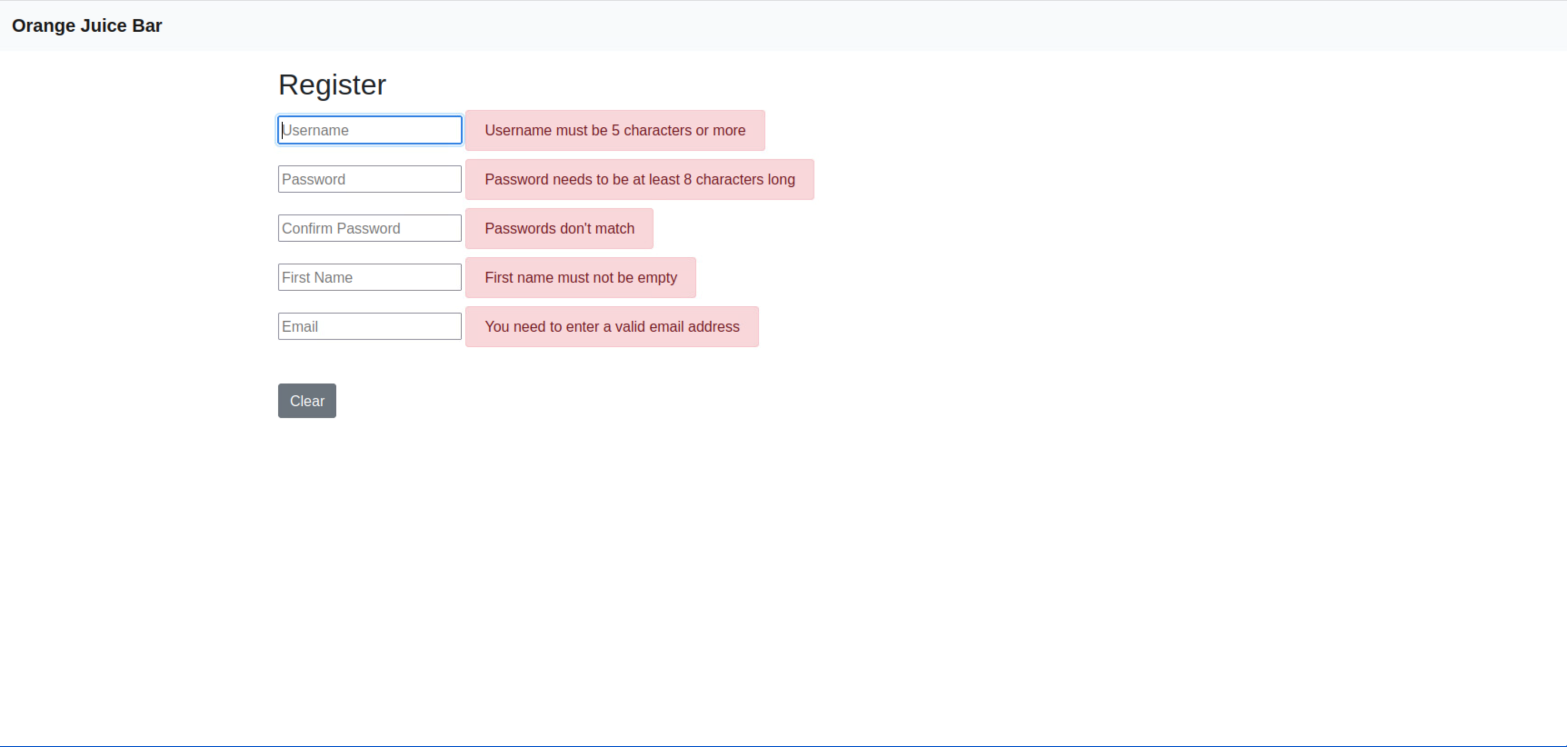 Orange Juice Bar
Register
Username Username must be 5 characters or more
Password Password needs to be at least 8 characters long
Confirm Password Passwords don't match
First Name First name must not be empty
Email You need to enter a valid email address
Clear